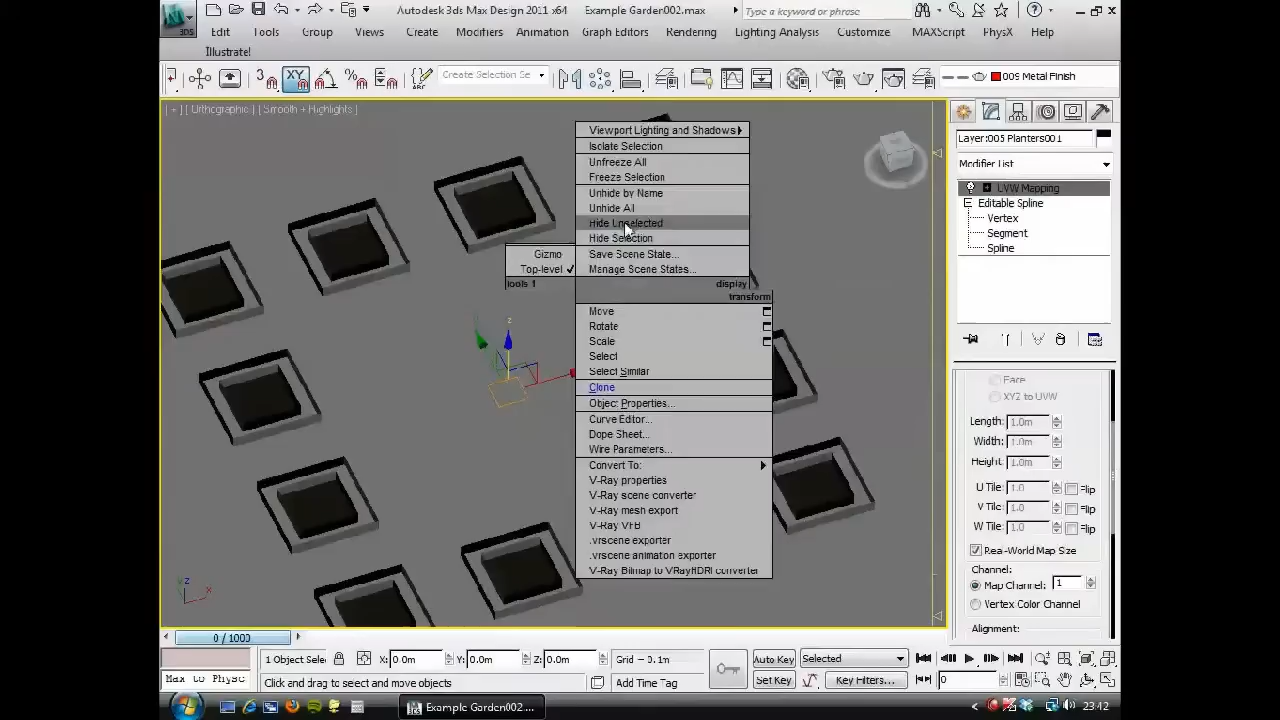 Autodesk 3ds Max Design 2011 x64 Example Garden002.max
Type a keyword or phrase
3DS
Edit Tools Group Views Create Modifiers Animation Graph Editors Rendering Lighting Analysis Customize MAXScript PhysX Help
Illustrate!
3 XY % Create Selection Se 009 Metal Finish
[ + ] [ Orthographic ] [ Smooth + Highlights ]
Layer:005 Planters001
Modifier List
UVW Mapping
Editable Spline
Vertex
Segment
Spline
Viewport Lighting and Shadows
Isolate Selection
Unfreeze All
Freeze Selection
Unhide by Name
Unhide All
Hide Unselected
Hide Selection
Save Scene State...
Manage Scene States...
Gizmo
Top-level ✓
tools 1
display
transform
Move
Rotate
Scale
Select
Select Similar
Clone
Object Properties...
Curve Editor...
Dope Sheet...
Wire Parameters...
Convert To:
V-Ray properties
V-Ray scene converter
V-Ray mesh export
V-Ray VFB
.vrscene exporter
.vrscene animation exporter
V-Ray Bitmap to VRayHDRI converter
z
Face
XYZ to UVW
Length: 1.0m
Width: 1.0m
Height: 1.0m
U Tile: 1.0 Flip
V Tile: 1.0 Flip
W Tile: 1.0 Flip
Real-World Map Size
Channel:
Map Channel: 1
Vertex Color Channel
Alignment:
0 / 1000
1 Object Sele X: 0.0m Y: 0.0m Z: 0.0m Grid = 0.1m Auto Key Selected
Max to Physc Click and drag to select and move objects Add Time Tag Set Key Key Filters... 0
Example Garden002....
23:42